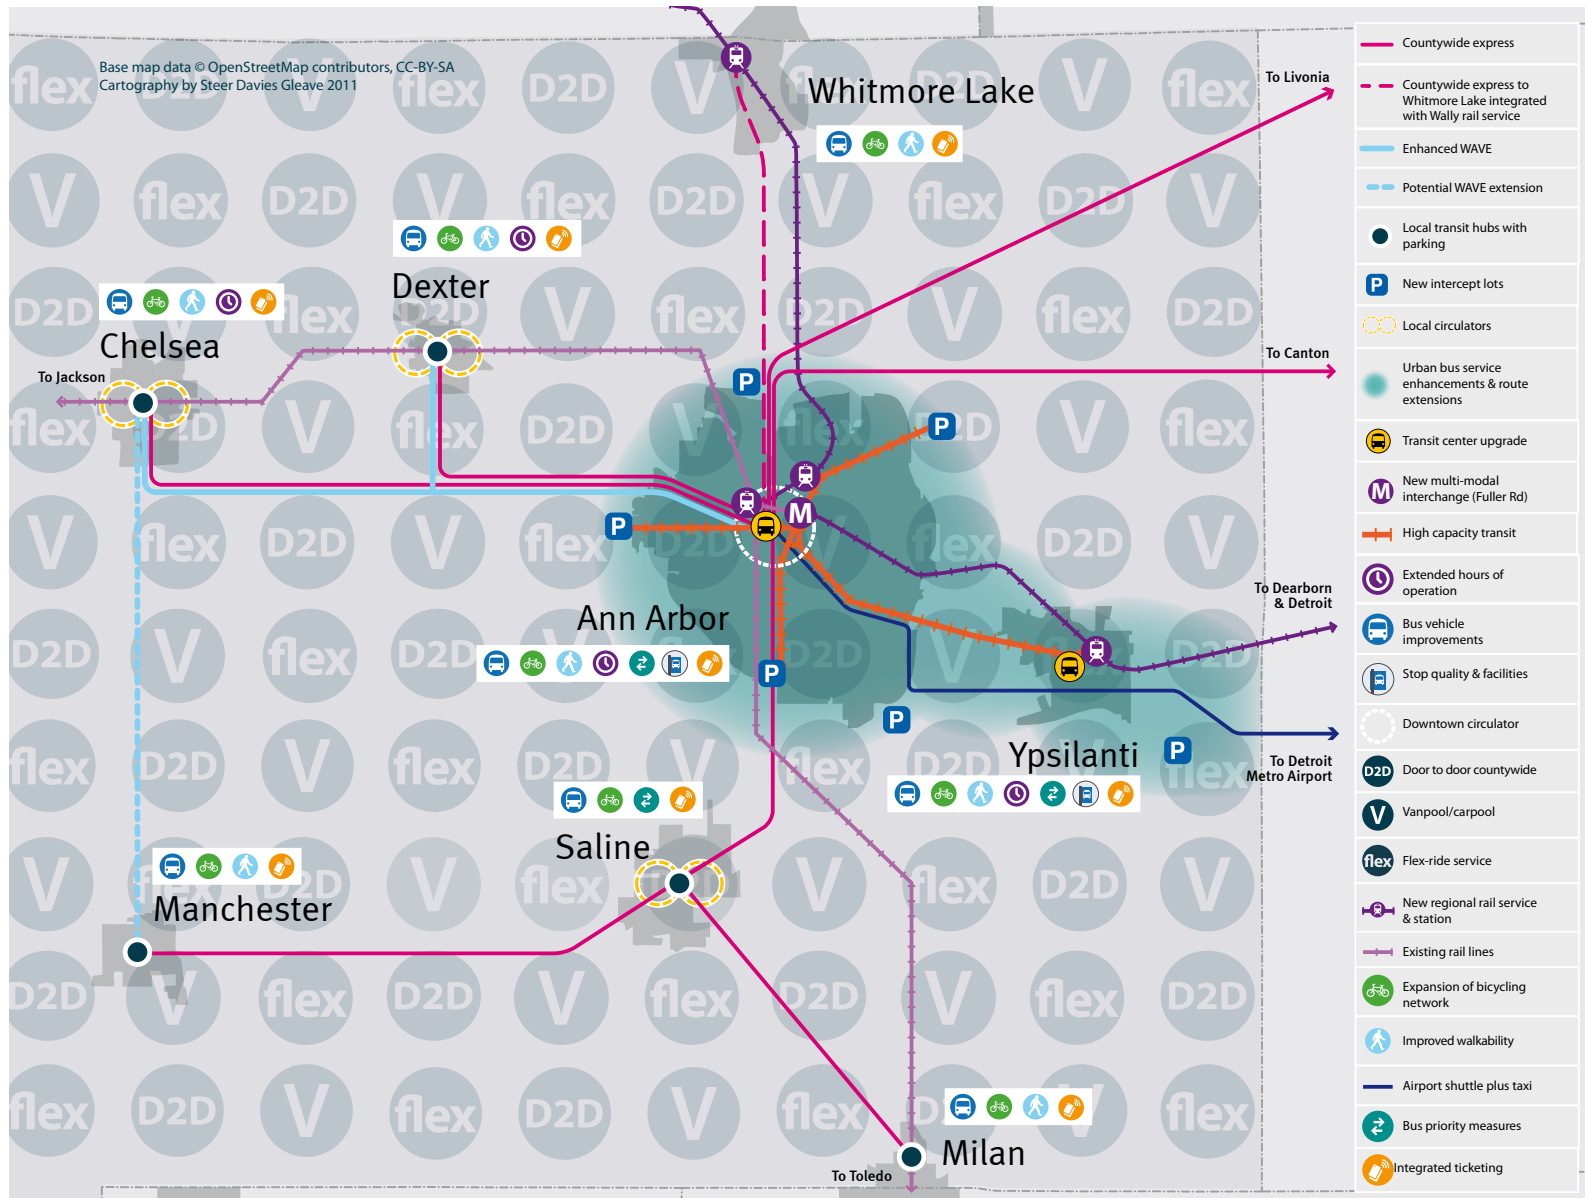 Base map data © OpenStreetMap contributors, CC-BY-SA
Cartography by Steer Davies Gleave 2011
Whitmore Lake
To Livonia
Dexter
Chelsea
To Jackson
To Canton
Ann Arbor
To Dearborn
& Detroit
Ypsilanti
To Detroit
Metro Airport
Saline
Manchester
Milan
To Toledo
M
P
P
P
P
P
P
flex
D2D
V
Countywide express
Countywide express to
Whitmore Lake integrated
with Wally rail service
Enhanced WAVE
Potential WAVE extension
Local transit hubs with
parking
P
New intercept lots
Local circulators
Urban bus service
enhancements & route
extensions
Transit center upgrade
M
New multi-modal
interchange (Fuller Rd)
High capacity transit
Extended hours of
operation
Bus vehicle
improvements
Stop quality & facilities
Downtown circulator
D2D
Door to door countywide
V
Vanpool/carpool
flex
Flex-ride service
New regional rail service
& station
Existing rail lines
Expansion of bicycling
network
Improved walkability
Airport shuttle plus taxi
Bus priority measures
Integrated ticketing